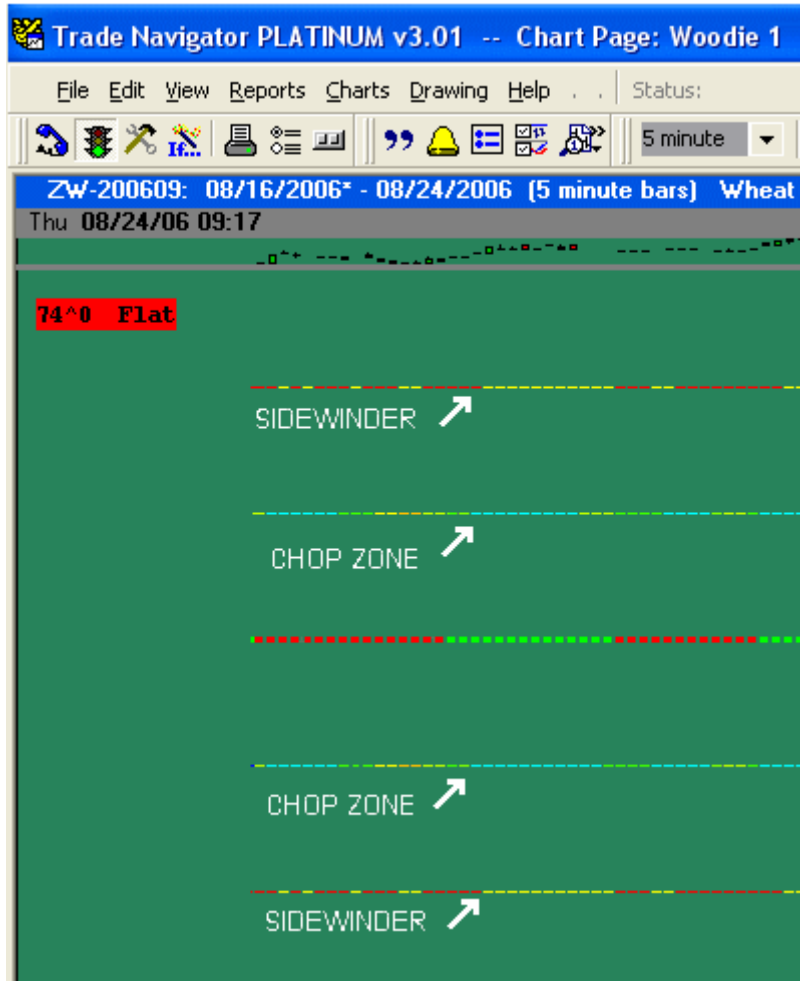 Trade Navigator PLATINUM v3.01 -- Chart Page: Woodie 1
File Edit View Reports Charts Drawing Help . . Status:
If...
5 minute
ZW-200609: 08/16/2006* - 08/24/2006 (5 minute bars) Wheat
Thu 08/24/06 09:17
74^0 Flat
SIDEWINDER
CHOP ZONE
CHOP ZONE
SIDEWINDER